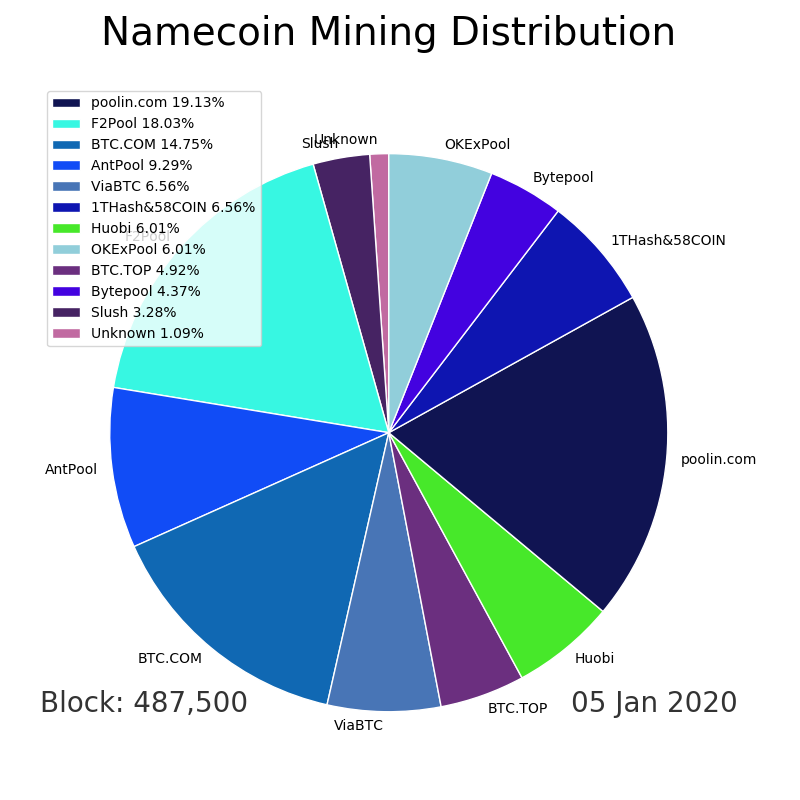 Namecoin Mining Distribution
poolin.com 19.13%
F2Pool 18.03%
BTC.COM 14.75%
AntPool 9.29%
ViaBTC 6.56%
1THash&58COIN 6.56%
Huobi 6.01%
OKExPool 6.01%
BTC.TOP 4.92%
Bytepool 4.37%
Slush 3.28%
Unknown 1.09%
Slush
Unknown
OKExPool
Bytepool
1THash&58COIN
F2Pool
poolin.com
AntPool
BTC.COM
Huobi
BTC.TOP
ViaBTC
Block: 487,500
05 Jan 2020